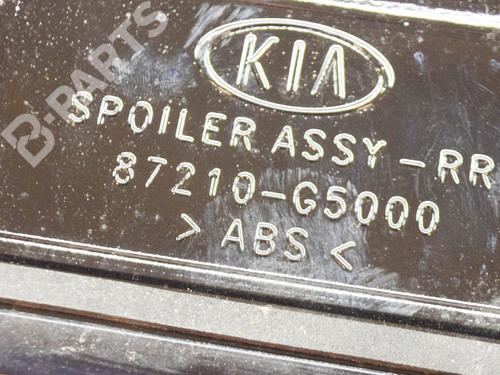 B-PARTS
KIA
SPOILER ASSY-RR
87210-G5000
> ABS <